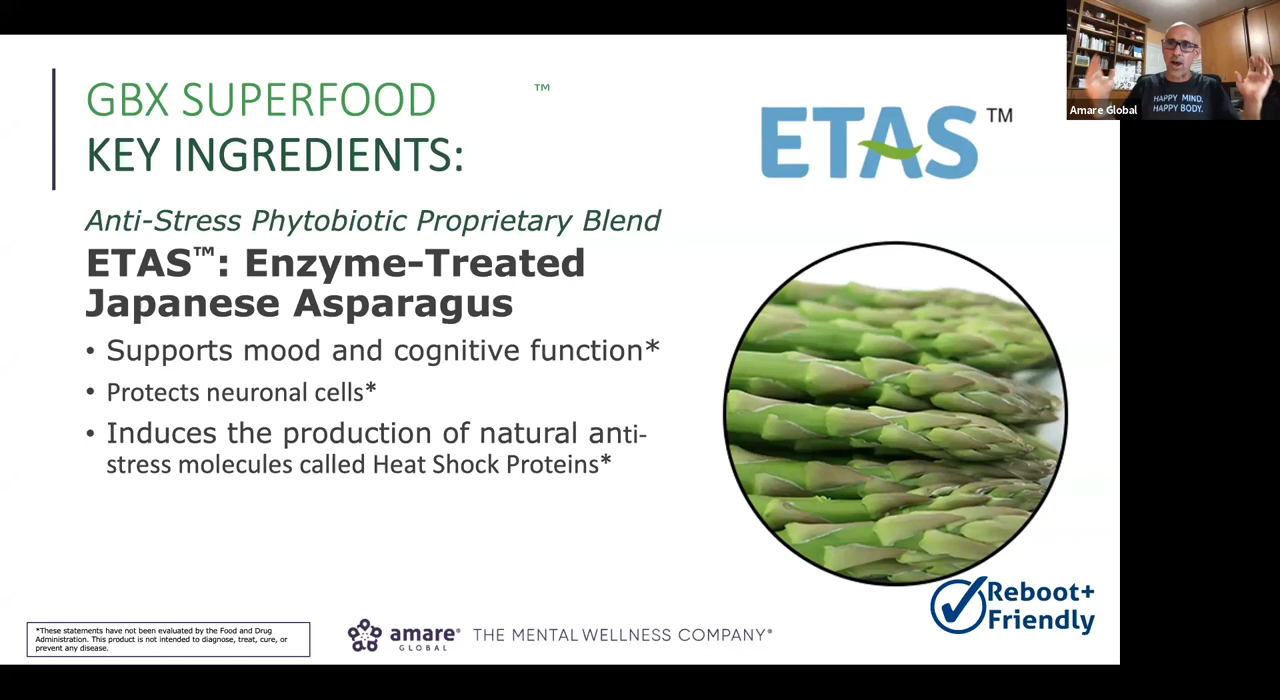 GBX SUPERFOOD ™
KEY INGREDIENTS:
Anti-Stress Phytobiotic Proprietary Blend
ETAS™: Enzyme-Treated
Japanese Asparagus
• Supports mood and cognitive function*
• Protects neuronal cells*
• Induces the production of natural anti-
stress molecules called Heat Shock Proteins*
ETAS™
Reboot+
Friendly
*These statements have not been evaluated by the Food and Drug
Administration. This product is not intended to diagnose, treat, cure, or
prevent any disease.
amare®
GLOBAL
THE MENTAL WELLNESS COMPANY®
HAPPY MIND.
HAPPY BODY.
Amare Global